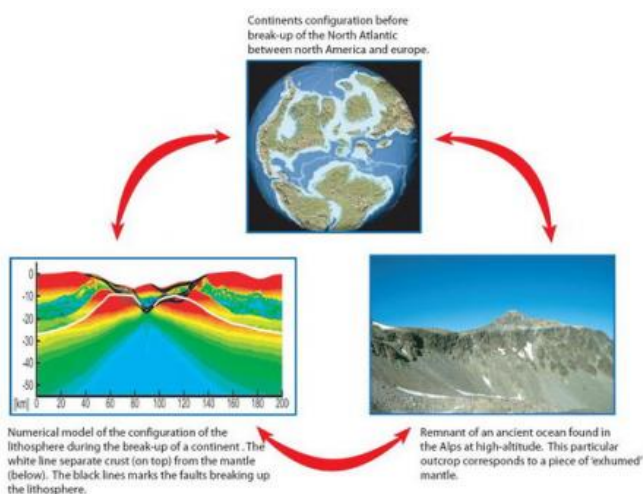 Continents configuration before
break-up of the North Atlantic
between north America and europe.
0
-10
-20
-30
-40
-50
[km] 0 20 40 60 80 100 120 140 160 180 200
Numerical model of the configuration of the
lithosphere during the break-up of a continent . The
white line separate crust (on top) from the mantle
(below). The black lines marks the faults breaking up
the lithosphere.
Remnant of an ancient ocean found in
the Alps at high-altitude. This particular
outcrop corresponds to a piece of 'exhumed'
mantle.